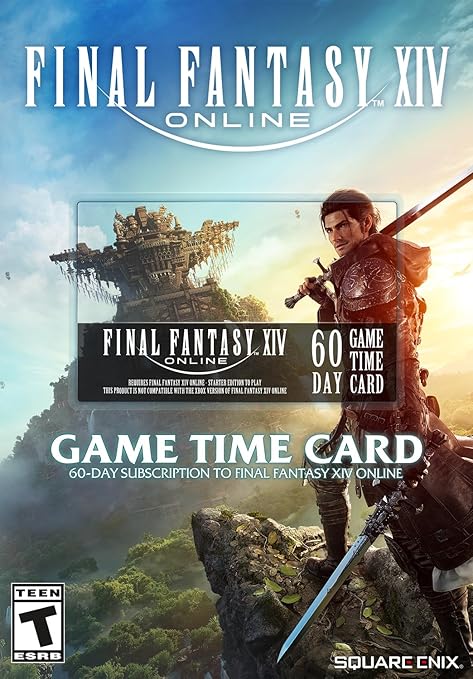 FINAL FANTASY XIV
ONLINE
FINAL FANTASY XIV
ONLINE
REQUIRES FINAL FANTASY XIV ONLINE - STARTER EDITION TO PLAY
THIS PRODUCT IS NOT COMPATIBLE WITH THE XBOX VERSION OF FINAL FANTASY XIV ONLINE
60
DAY
GAME
TIME
CARD
GAME TIME CARD
60-DAY SUBSCRIPTION TO FINAL FANTASY XIV ONLINE
TEEN
T
ESRB
SQUARE ENIX